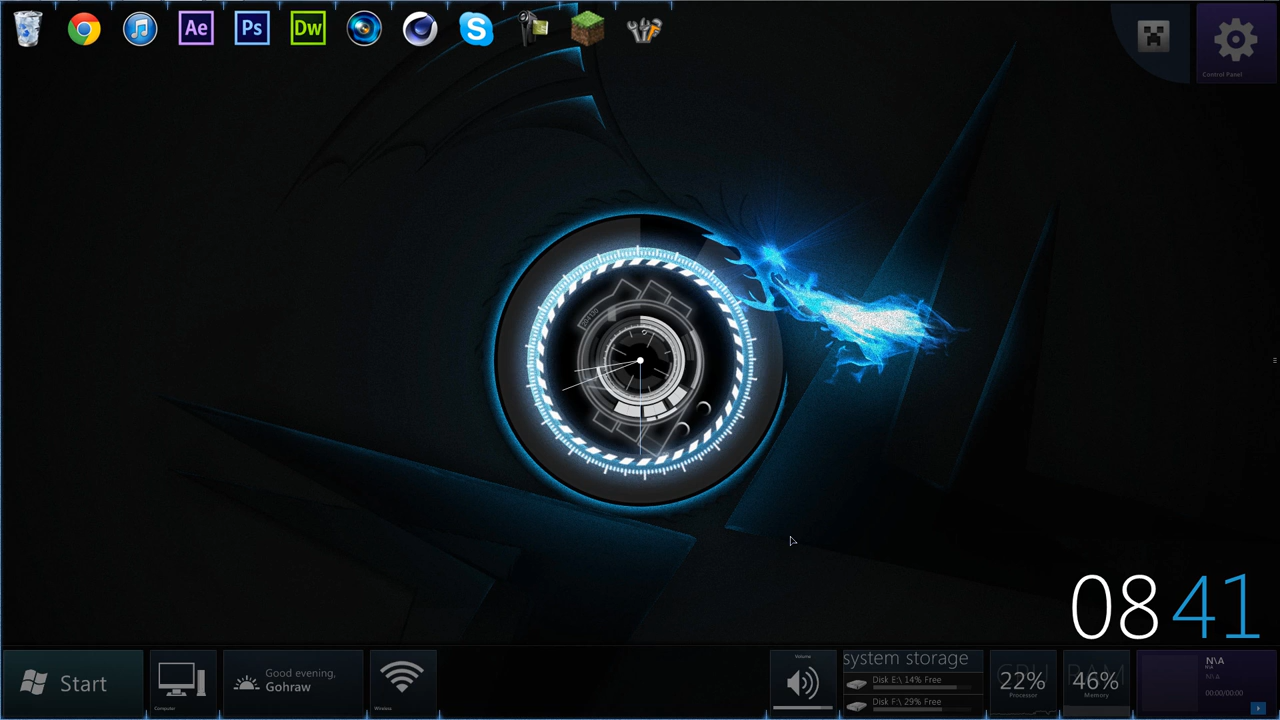 Ae
Ps
Dw
S
Control Panel
08 41
Start
Computer
Good evening,
Gohraw
Wireless
Volume
system storage
Disk E:\ 14% Free
Disk F:\ 29% Free
CPU
22%
Processor
RAM
46%
Memory
N\A
N\A
N\A
00:00/00:00